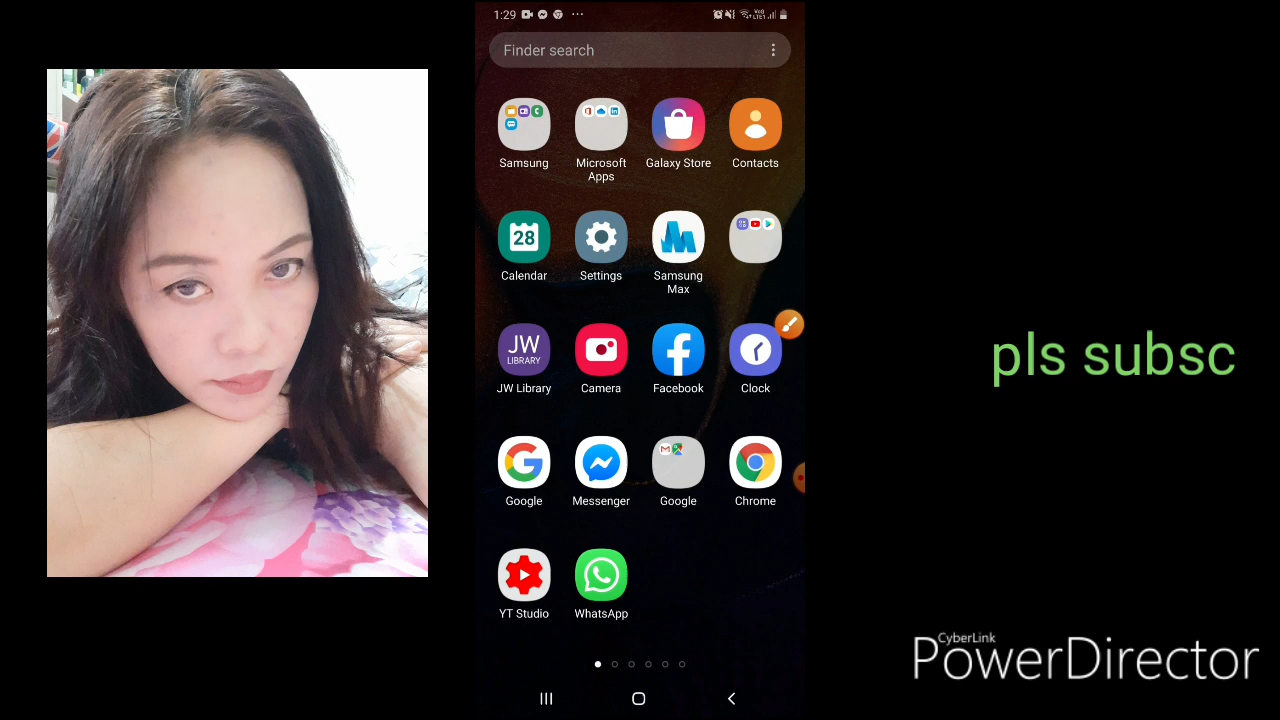 1:29
Finder search
Samsung
Microsoft Apps
Galaxy Store
Contacts
28
Calendar
Settings
Samsung Max
JW LIBRARY
JW Library
Camera
Facebook
Clock
Google
Messenger
Google
Chrome
YT Studio
WhatsApp
pls subsc
CyberLink
PowerDirector